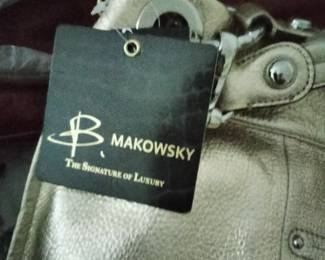 B. MAKOWSKY
THE SIGNATURE OF LUXURY